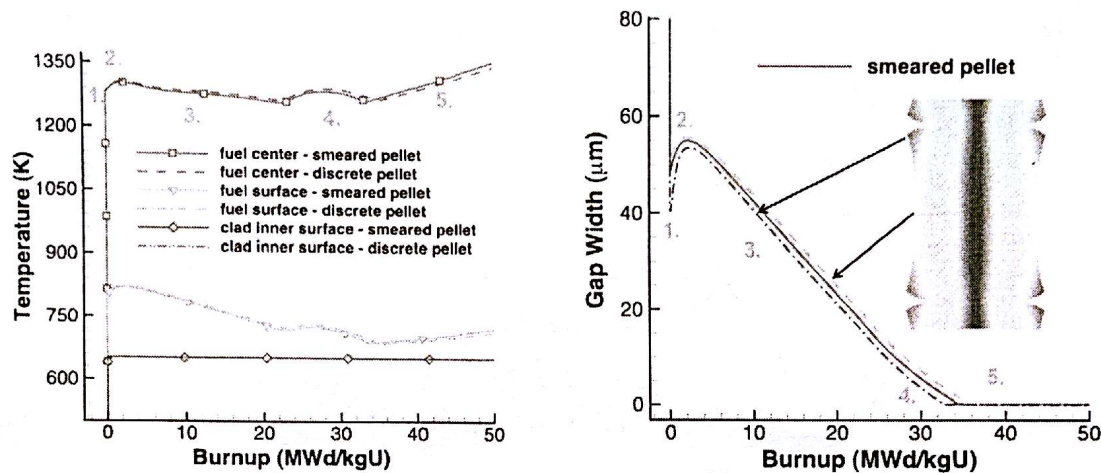 Temperature (K)
1350
1200
1050
900
750
600
1.
2.
3.
4.
5.
fuel center - smeared pellet
fuel center - discrete pellet
fuel surface - smeared pellet
fuel surface - discrete pellet
clad inner surface - smeared pellet
clad inner surface - discrete pellet
0 10 20 30 40 50
Burnup (MWd/kgU)
Gap Width (μm)
80
60
40
20
0
smeared pellet
1.
2.
3.
4.
5.
0 10 20 30 40 50
Burnup (MWd/kgU)